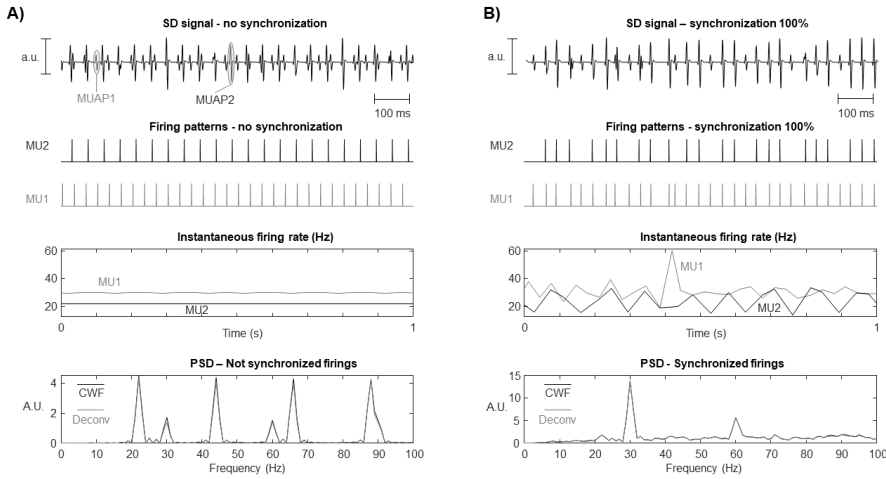 A)
SD signal - no synchronization
a.u.
MUAP1
MUAP2
100 ms
Firing patterns - no synchronization
MU2
MU1
Instantaneous firing rate (Hz)
60
40
20
MU1
MU2
0
1
Time (s)
PSD – Not synchronized firings
4
2
0
A.U.
CWF
Deconv
0 10 20 30 40 50 60 70 80 90 100
Frequency (Hz)
B)
SD signal – synchronization 100%
a.u.
100 ms
Firing patterns - synchronization 100%
MU2
MU1
Instantaneous firing rate (Hz)
60
40
20
MU1
MU2
0
1
Time (s)
PSD - Synchronized firings
15
10
5
0
A.U.
CWF
Deconv
0 10 20 30 40 50 60 70 80 90 100
Frequency (Hz)